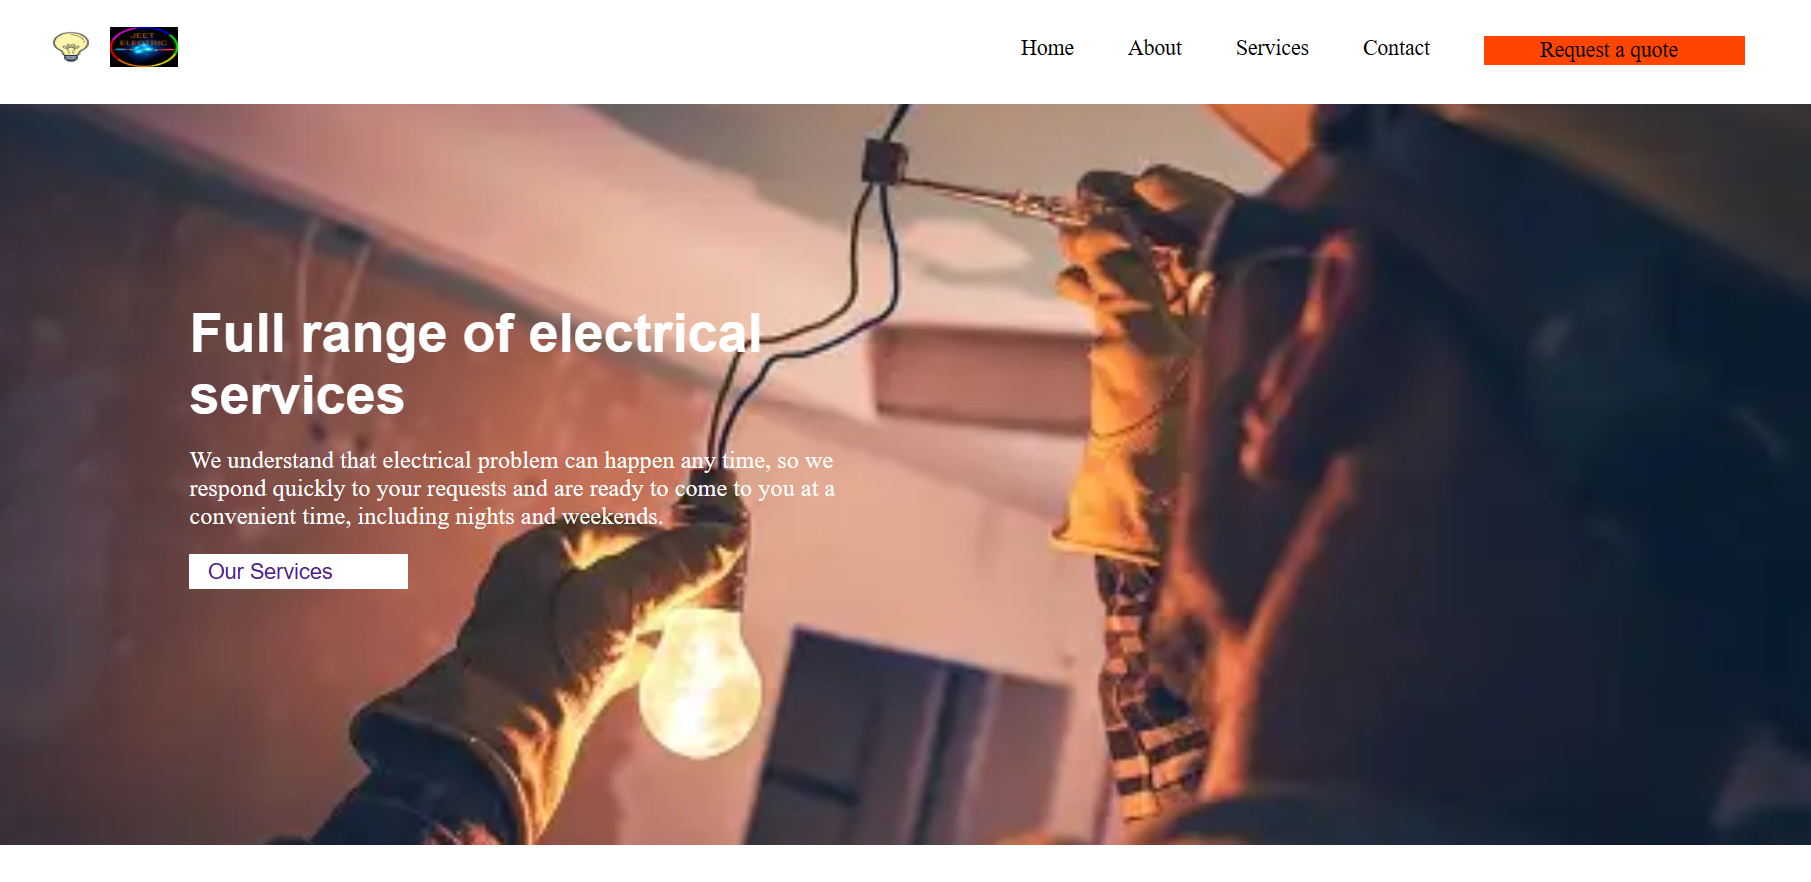 JEET
ELECTRIC
Home
About
Services
Contact
Request a quote
Full range of electrical
services
We understand that electrical problem can happen any time, so we
respond quickly to your requests and are ready to come to you at a
convenient time, including nights and weekends.
Our Services